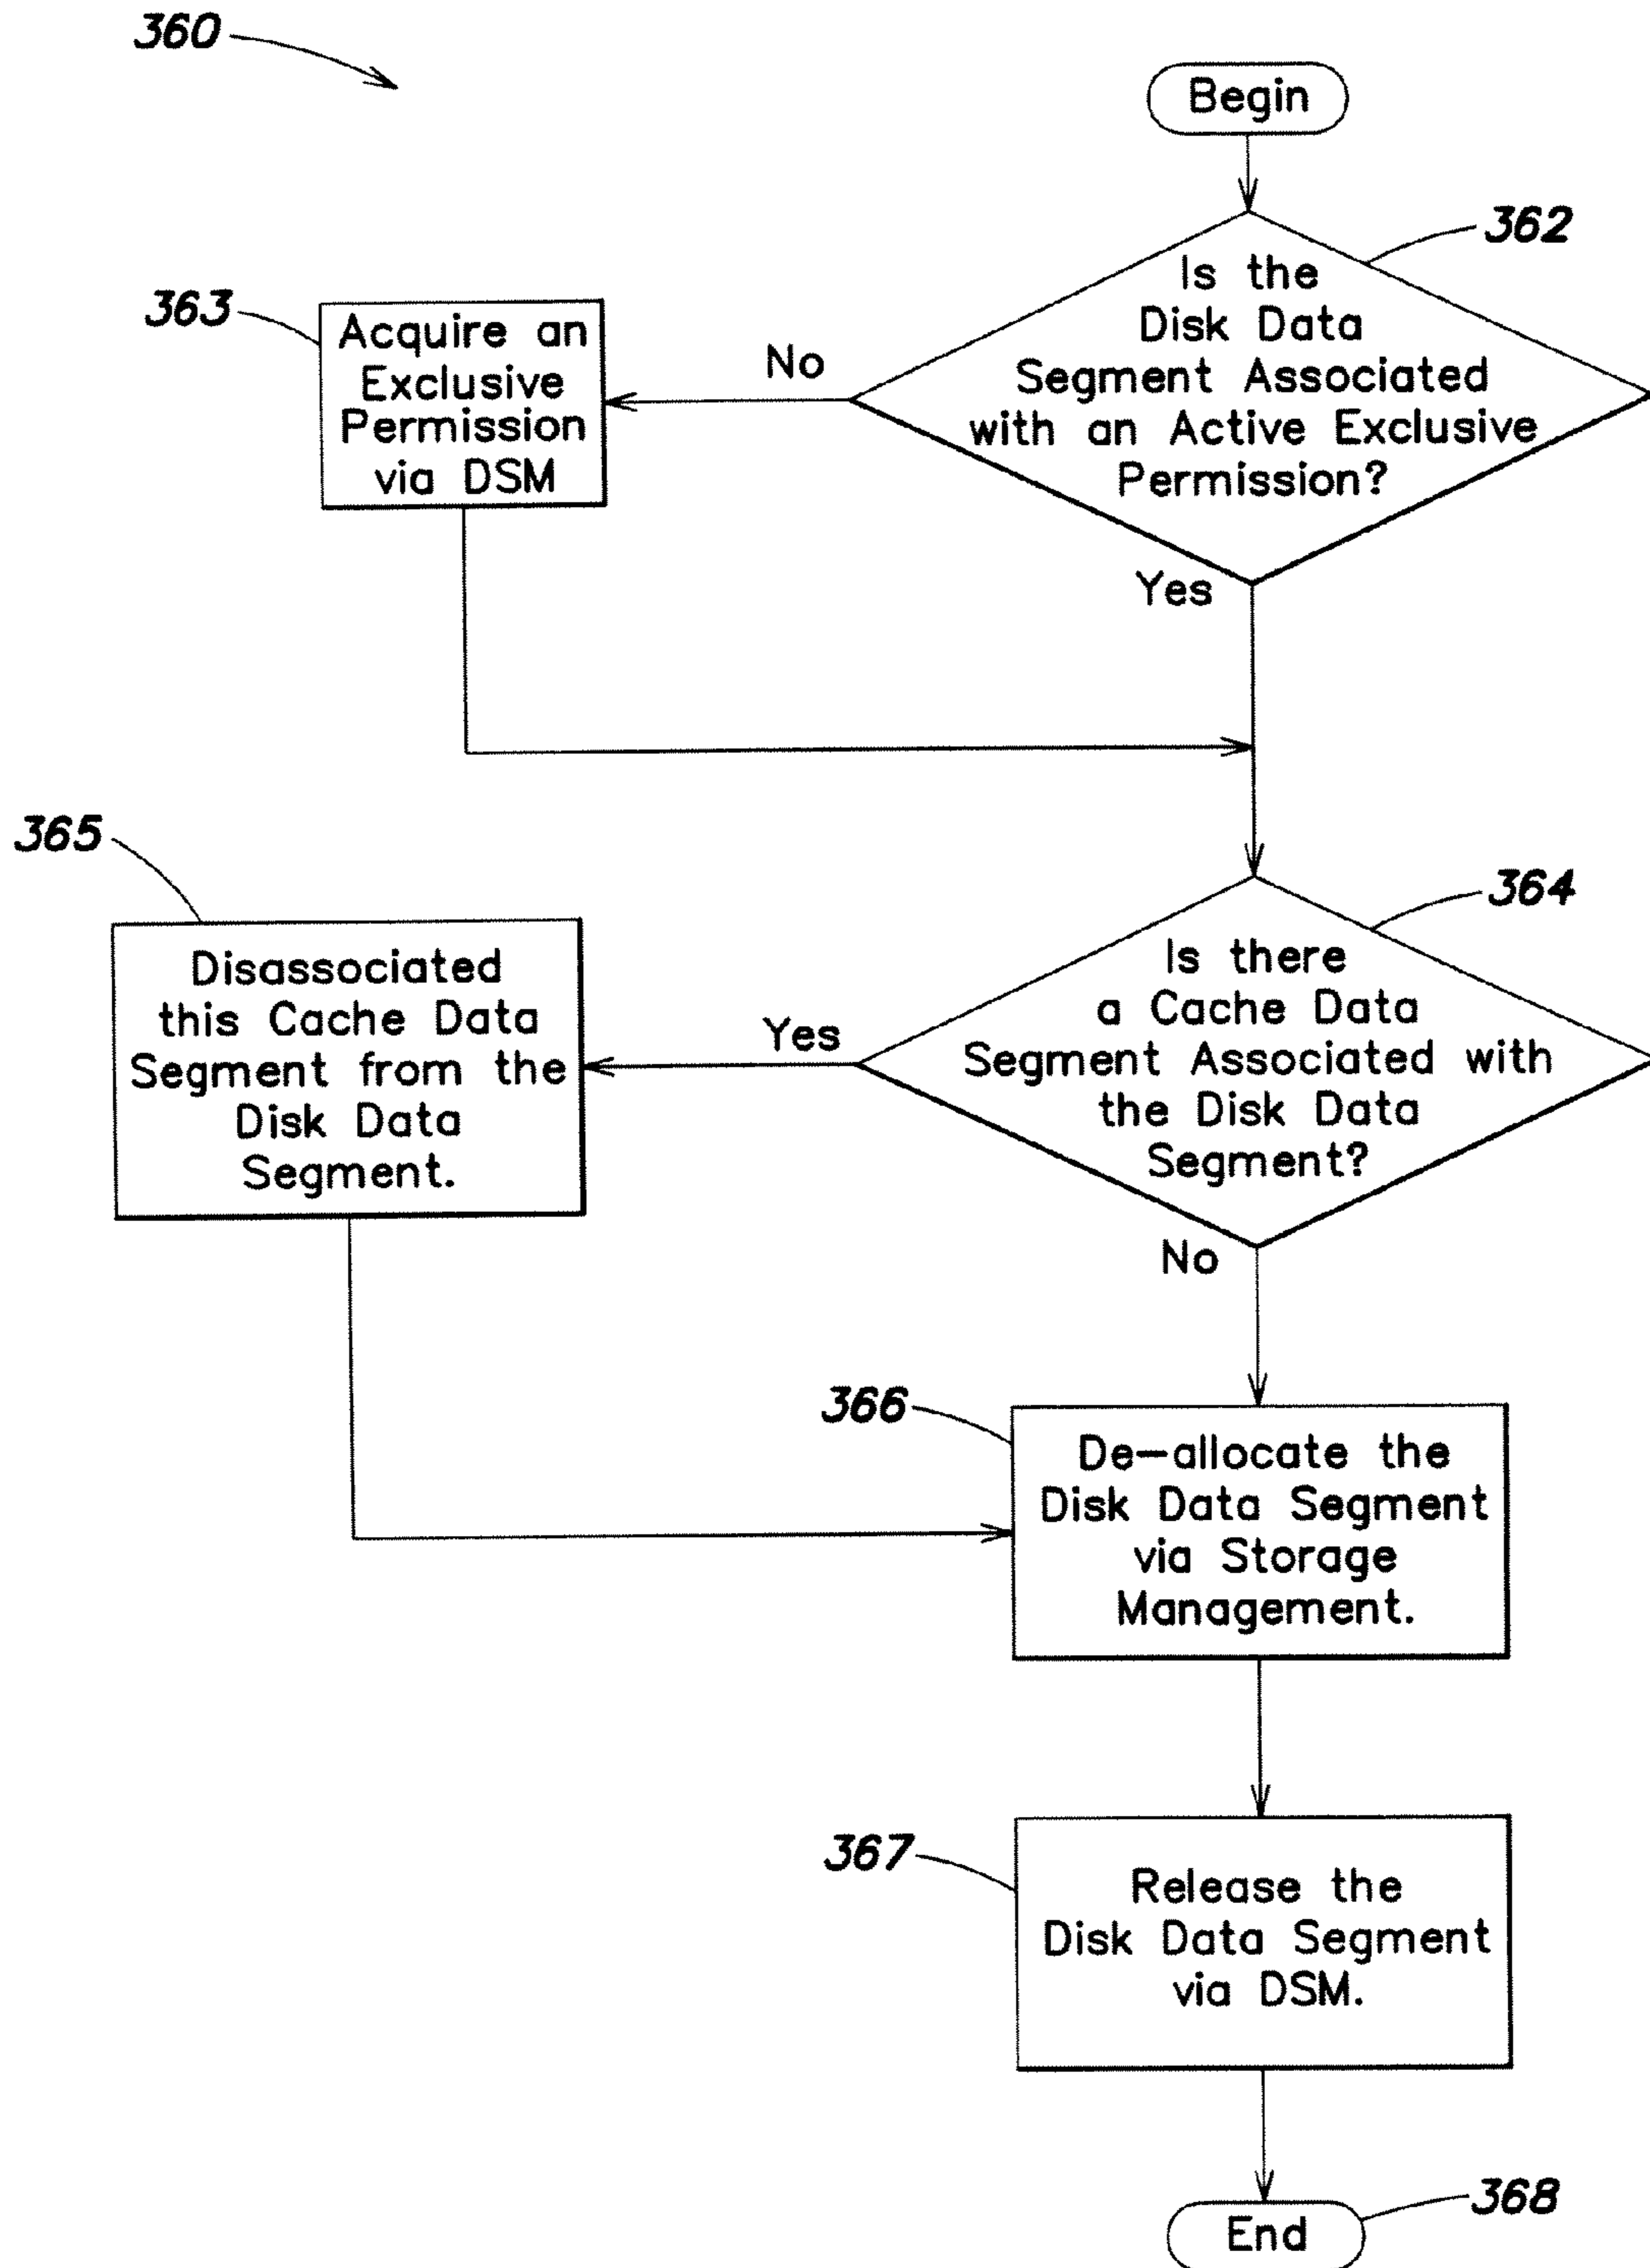 360
Begin
362
Is the
Disk Data
Segment Associated
with an Active Exclusive
Permission?
No
Yes
363
Acquire an
Exclusive
Permission
via DSM
364
Is there
a Cache Data
Segment Associated with
the Disk Data
Segment?
Yes
No
365
Disassociated
this Cache Data
Segment from the
Disk Data
Segment.
366
De-allocate the
Disk Data Segment
via Storage
Management.
367
Release the
Disk Data Segment
via DSM.
368
End